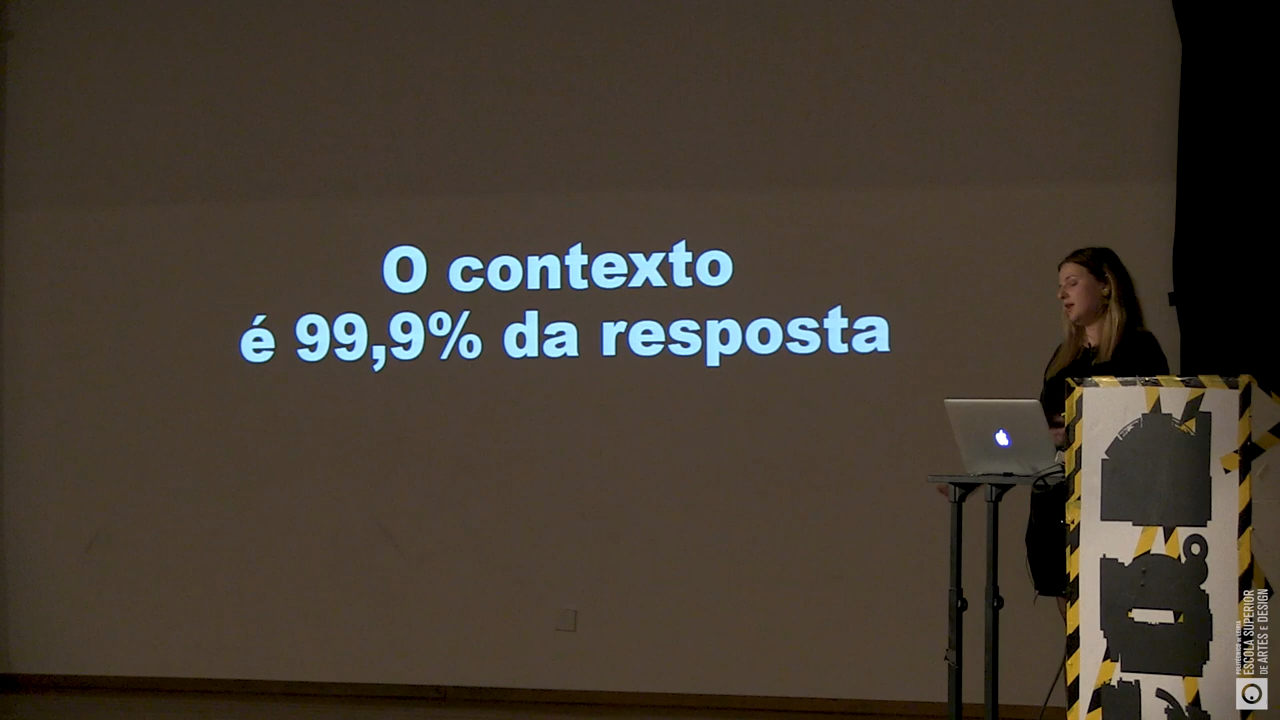 O contexto
é 99,9% da resposta
ESCOLA SUPERIOR
DE ARTES E DESIGN